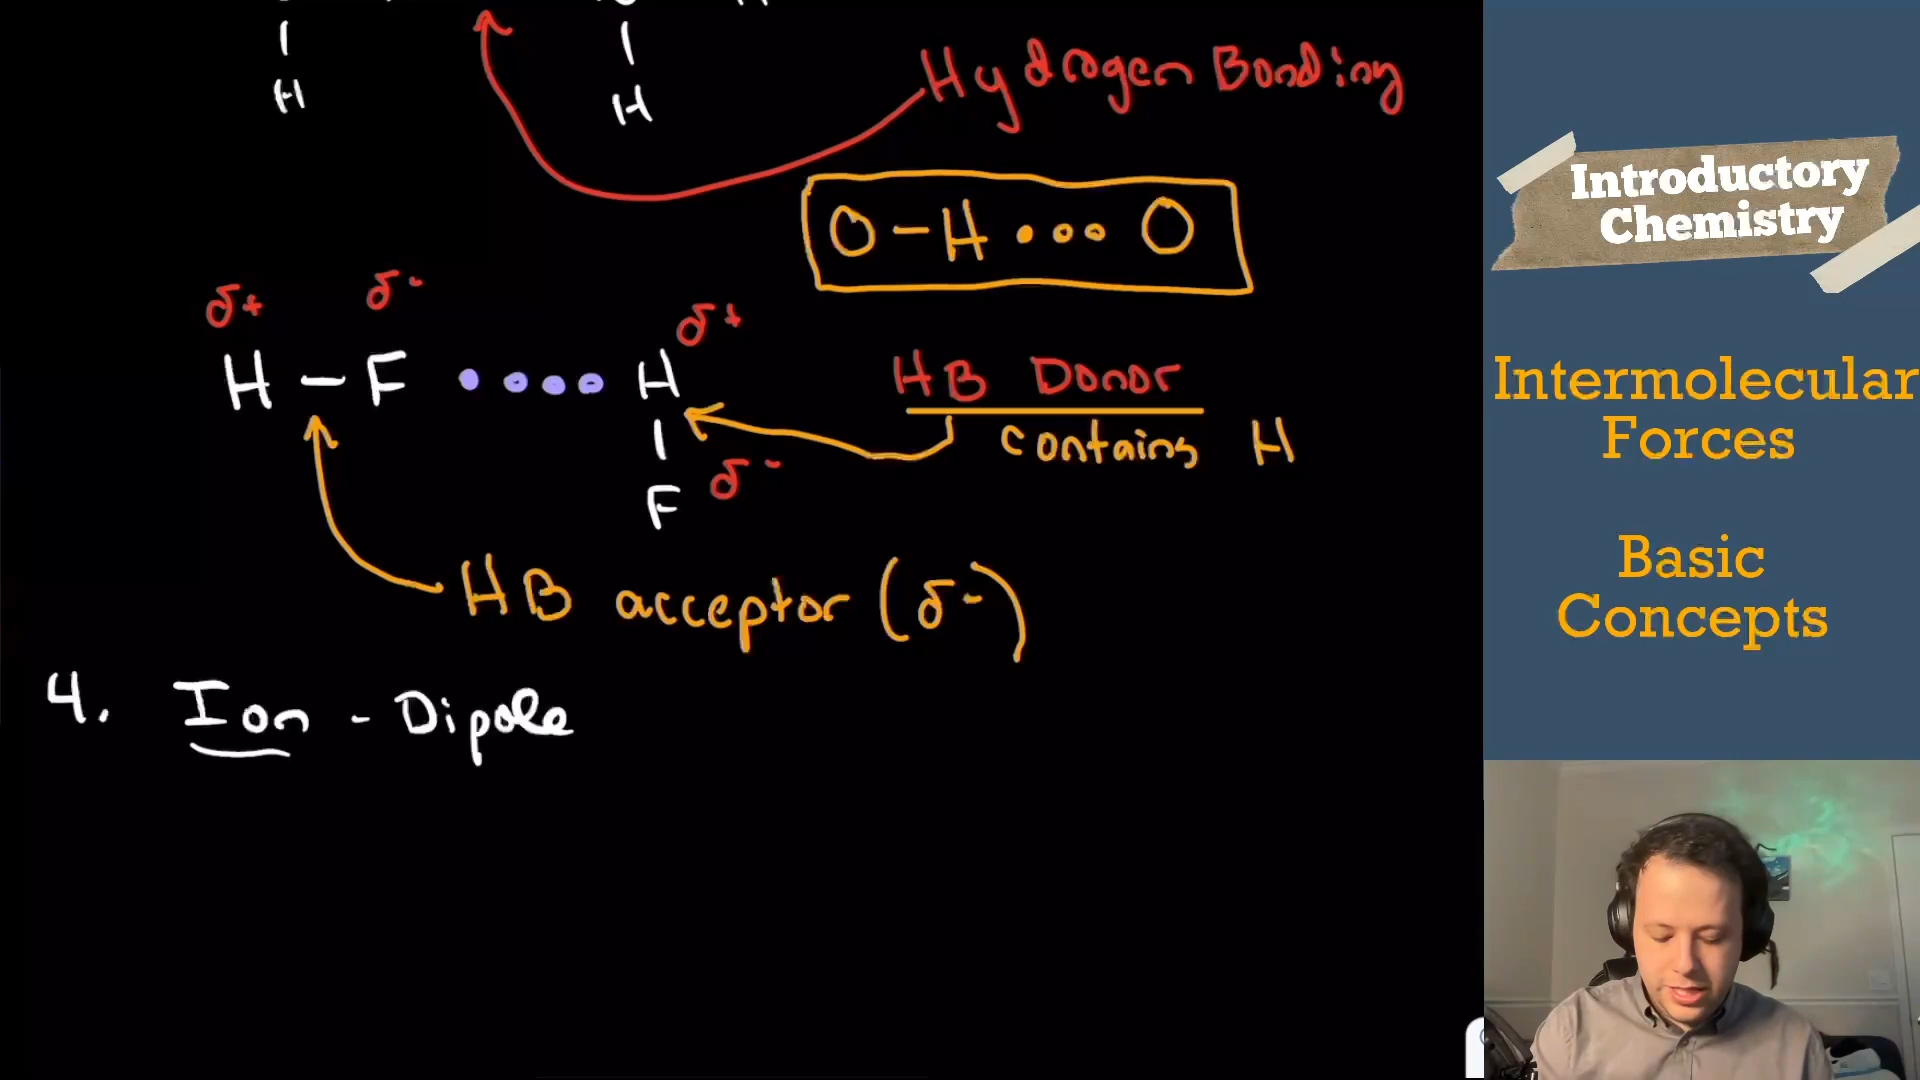 H H
Hydrogen Bonding
O - H •••• O
δ+ δ- δ+
H - F •••• H
HB Donor
contains H
δ-
F
HB acceptor (δ-)
4. Ion - Dipole
Introductory
Chemistry
Intermolecular
Forces
Basic
Concepts